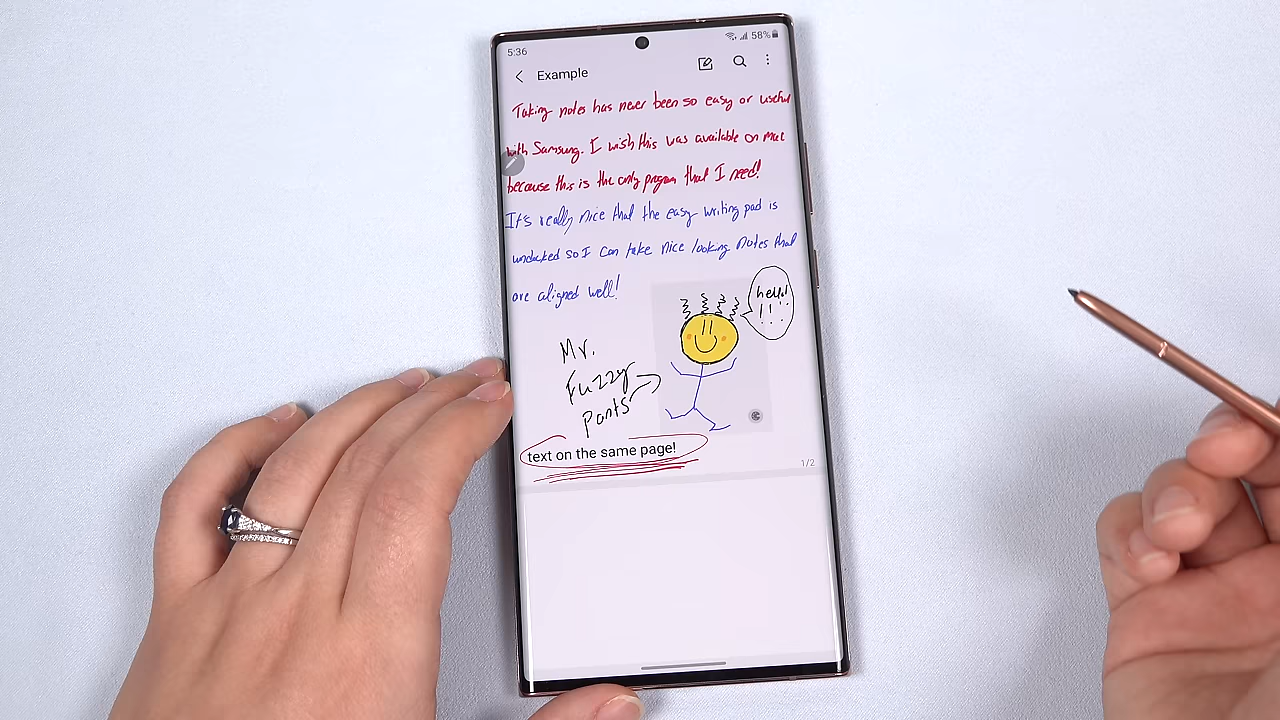 5:36
58%
Example
Taking notes has never been so easy or useful
with Samsung. I wish this was available on Mac
because this is the only program that I need!
It's really nice that the easy writing pad is
undocked so I can take nice looking notes that
are aligned well!
hello!
!!
Mr.
Fuzzy
Pants
text on the same page!
1/2